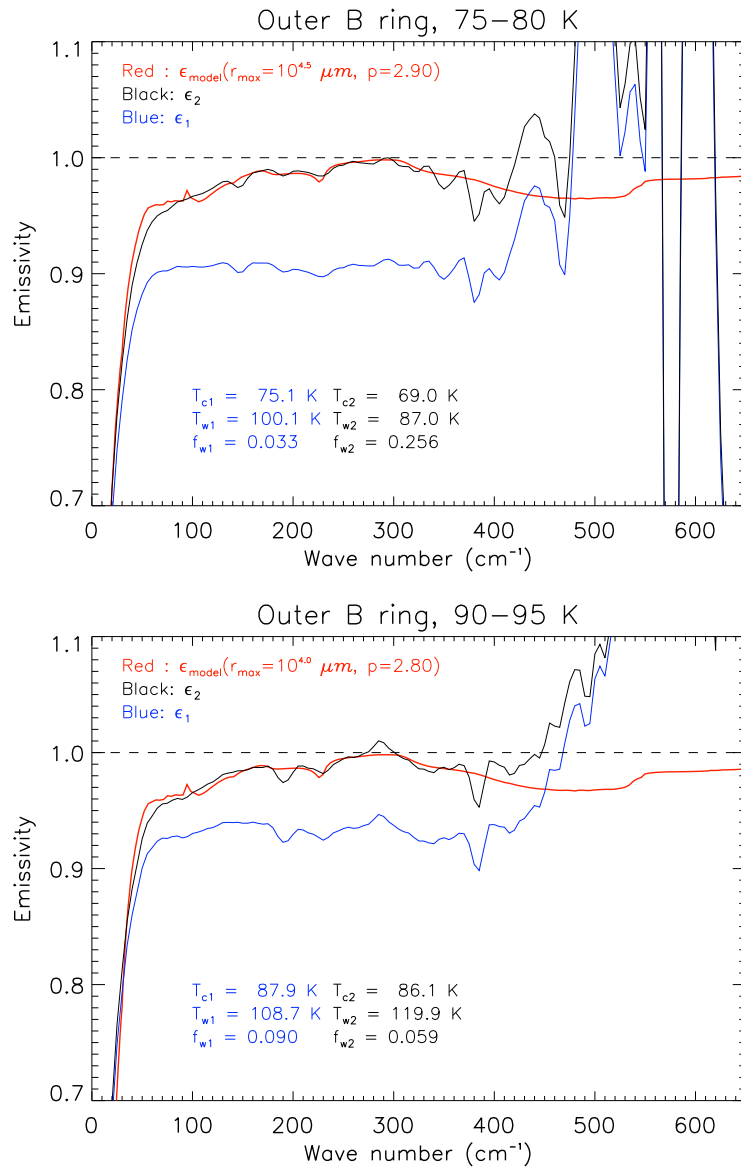 Outer B ring, 75–80 K
1.1
Red : ϵmodel(rmax=10^4.5 μm, p=2.90)
Black: ϵ2
Blue: ϵ1
1.0
0.9
0.8
0.7
Emissivity
Tc1 = 75.1 K Tc2 = 69.0 K
Tw1 = 100.1 K Tw2 = 87.0 K
fw1 = 0.033 fw2 = 0.256
0 100 200 300 400 500 600
Wave number (cm⁻¹)
Outer B ring, 90–95 K
1.1
Red : ϵmodel(rmax=10^4.0 μm, p=2.80)
Black: ϵ2
Blue: ϵ1
1.0
0.9
0.8
0.7
Emissivity
Tc1 = 87.9 K Tc2 = 86.1 K
Tw1 = 108.7 K Tw2 = 119.9 K
fw1 = 0.090 fw2 = 0.059
0 100 200 300 400 500 600
Wave number (cm⁻¹)